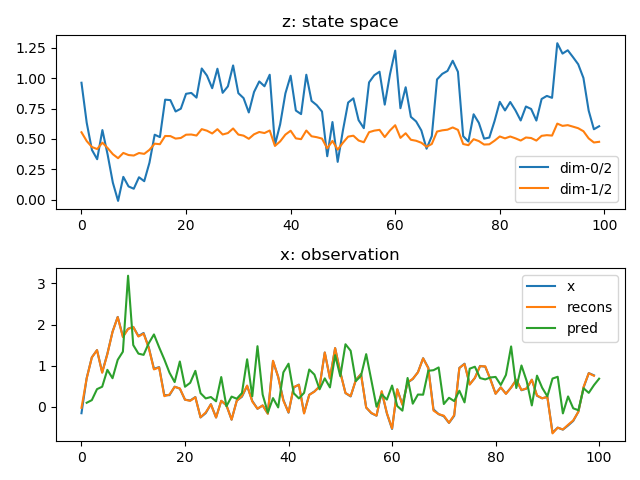 z: state space
1.25
1.00
0.75
0.50
0.25
0.00
dim-0/2
dim-1/2
0 20 40 60 80 100
x: observation
3
2
1
0
x
recons
pred
0 20 40 60 80 100